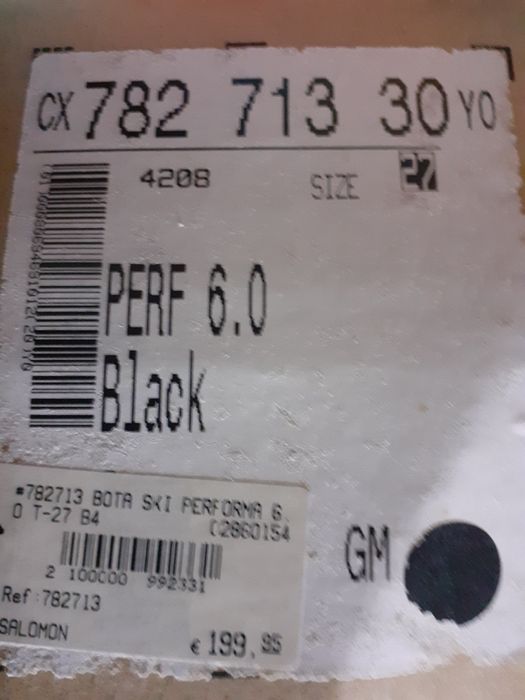 CX 782 713 30 YO
4208 SIZE 27
PERF 6.0
Black
*782713 BOTA SKI PERFORMA 6.
0 T-27 B4
C2860154
2 100000 992331
Ref:782713
SALOMON
€ 199,95
GM